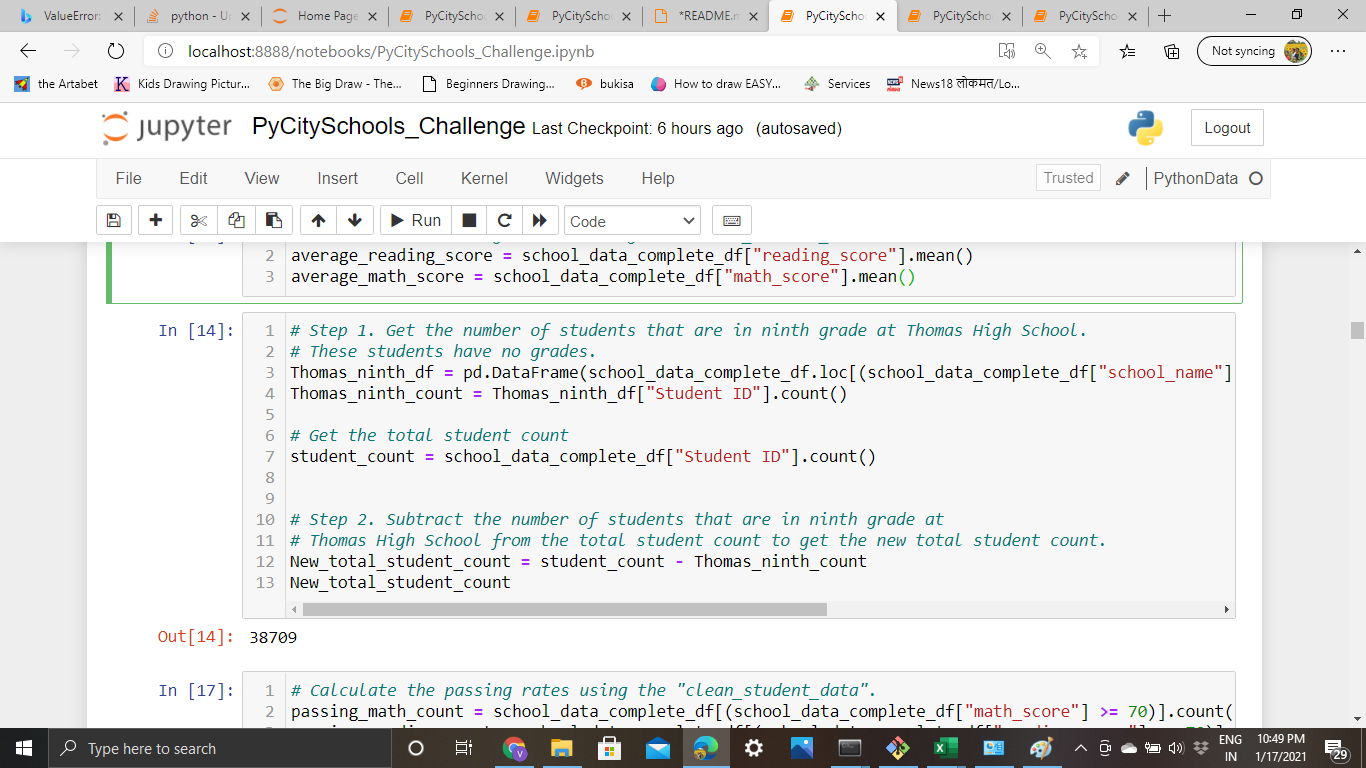 ValueError:
python - Ur
Home Page
PyCitySchoo
PyCitySchoo
*README.m
PyCityScho
PyCityScho
PyCityScho
localhost:8888/notebooks/PyCitySchools_Challenge.ipynb
Not syncing
the Artabet
Kids Drawing Pictur...
The Big Draw - The...
Beginners Drawing...
bukisa
How to draw EASY...
Services
News18 लोकमत/Lo...
jupyter PyCitySchools_Challenge Last Checkpoint: 6 hours ago (autosaved)
Logout
File Edit View Insert Cell Kernel Widgets Help
Trusted
PythonData
Run
Code
2 average_reading_score = school_data_complete_df["reading_score"].mean()
3 average_math_score = school_data_complete_df["math_score"].mean()
In [14]:
1 # Step 1. Get the number of students that are in ninth grade at Thomas High School.
2 # These students have no grades.
3 Thomas_ninth_df = pd.DataFrame(school_data_complete_df.loc[(school_data_complete_df["school_name"]
4 Thomas_ninth_count = Thomas_ninth_df["Student ID"].count()
5
6 # Get the total student count
7 student_count = school_data_complete_df["Student ID"].count()
8
9
10 # Step 2. Subtract the number of students that are in ninth grade at
11 # Thomas High School from the total student count to get the new total student count.
12 New_total_student_count = student_count - Thomas_ninth_count
13 New_total_student_count
Out[14]: 38709
In [17]:
1 # Calculate the passing rates using the "clean_student_data".
2 passing_math_count = school_data_complete_df[(school_data_complete_df["math_score"] >= 70)].count(
Type here to search
ENG
IN
10:49 PM
1/17/2021
29